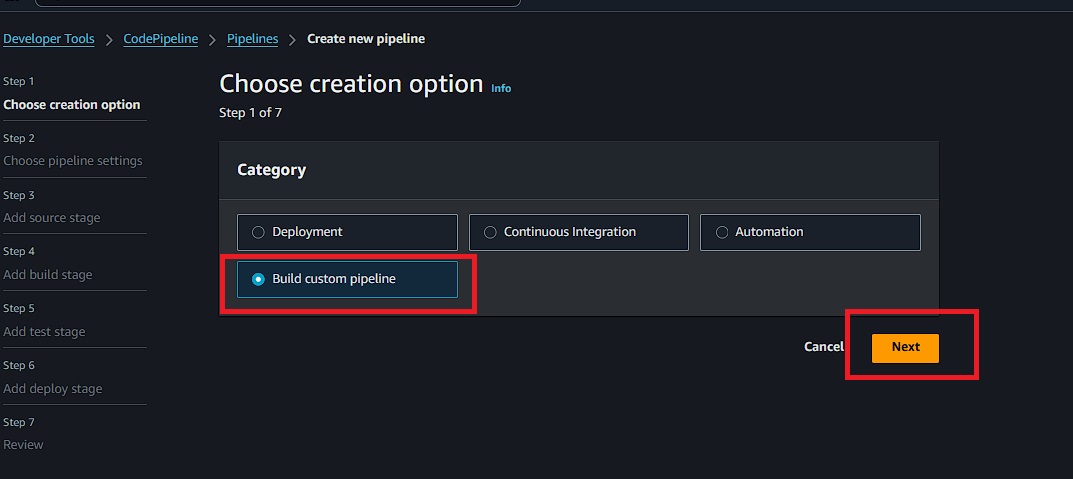 Developer Tools > CodePipeline > Pipelines > Create new pipeline
Step 1
Choose creation option
Step 2
Choose pipeline settings
Step 3
Add source stage
Step 4
Add build stage
Step 5
Add test stage
Step 6
Add deploy stage
Step 7
Review
Choose creation option Info
Step 1 of 7
Category
Deployment
Continuous Integration
Automation
Build custom pipeline
Cancel
Next